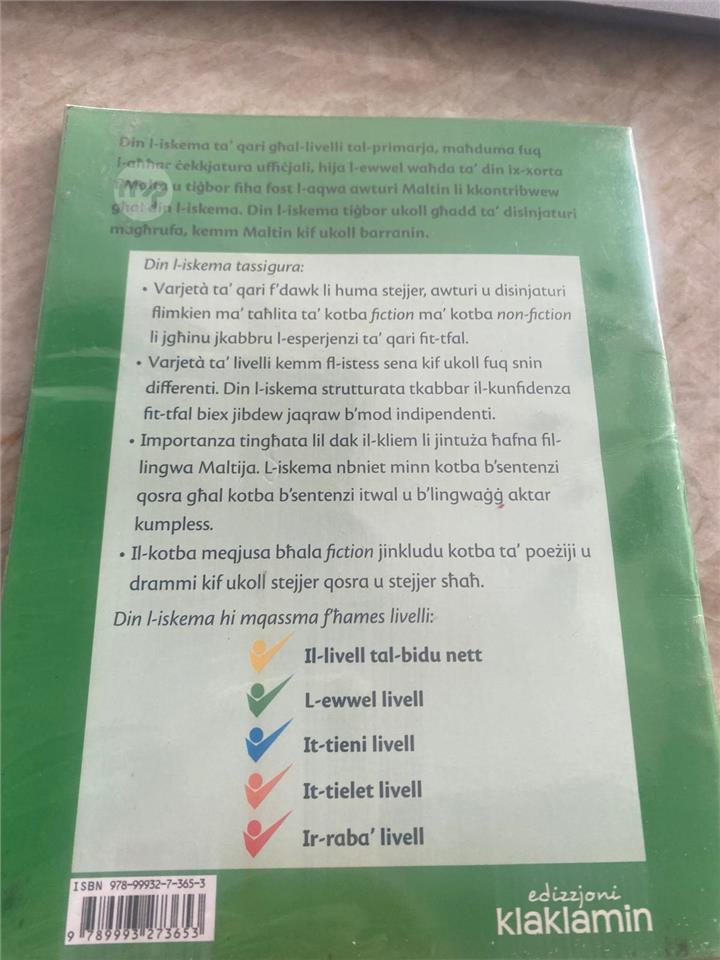 Din l-iskema ta' qari għal-livelli tal-primarja, maħduma fuq
l-aħħar ċekkjatura uffiċjali, hija l-ewwel waħda ta' din ix-xorta
f'Malta u tiġbor fiha fost l-aqwa awturi Maltin li kkontribwew
għal din l-iskema. Din l-iskema tiġbor ukoll għadd ta' disinjaturi
magħrufa, kemm Maltin kif ukoll barranin.
Din l-iskema tassigura:
• Varjetà ta' qari f'dawk li huma stejjer, awturi u disinjaturi
flimkien ma' taħlita ta' kotba fiction ma' kotba non-fiction
li jgħinu jkabbru l-esperjenzi ta' qari fit-tfal.
• Varjetà ta' livelli kemm fl-istess sena kif ukoll fuq snin
differenti. Din l-iskema strutturata tkabbar il-kunfidenza
fit-tfal biex jibdew jaqraw b'mod indipendenti.
• Importanza tingħata lil dak il-kliem li jintuża ħafna fil-
lingwa Maltija. L-iskema nbniet minn kotba b'sentenzi
qosra għal kotba b'sentenzi itwal u b'lingwaġġ aktar
kumpless.
• Il-kotba meqjusa bħala fiction jinkludu kotba ta' poeżiji u
drammi kif ukoll stejjer qosra u stejjer sħaħ.
Din l-iskema hi mqassma f'ħames livelli:
Il-livell tal-bidu nett
L-ewwel livell
It-tieni livell
It-tielet livell
Ir-raba' livell
ISBN 978-99932-7-365-3
9 789993 273653
edizzjoni
klaklamin